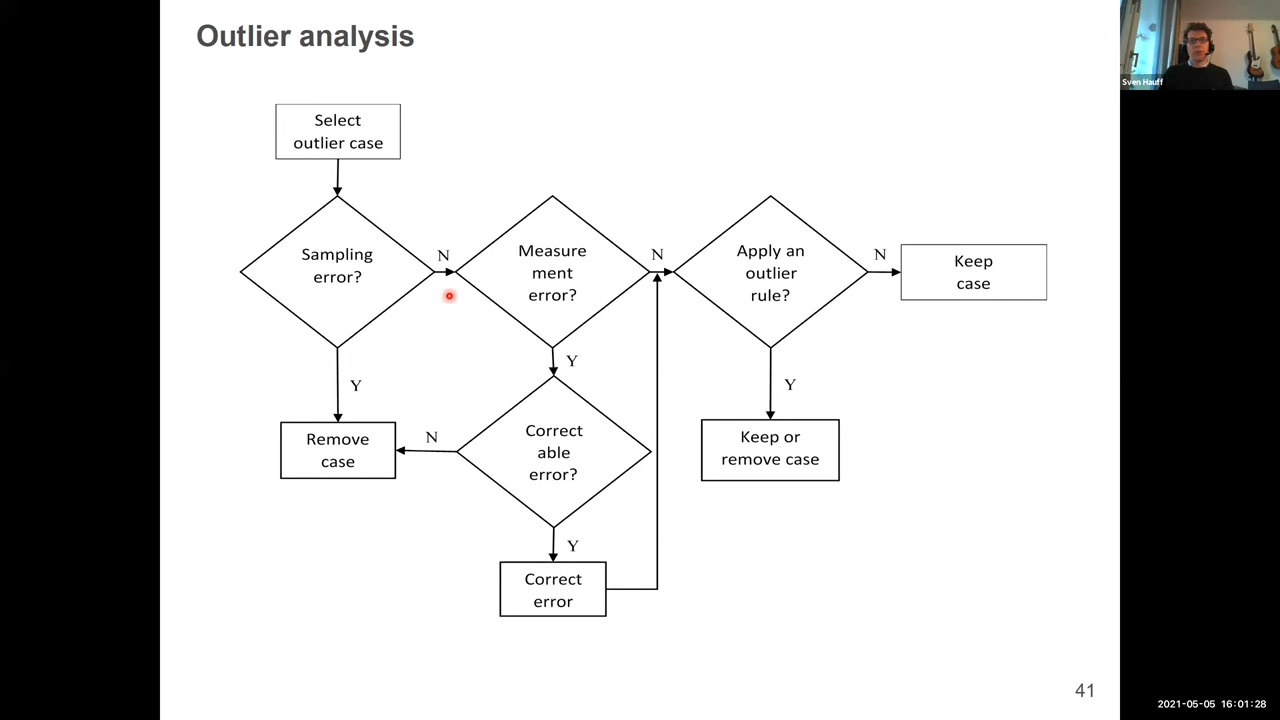 Outlier analysis
Sven Hauff
Select
outlier case
Sampling
error?
N
Measure
ment
error?
N
Apply an
outlier
rule?
N
Keep
case
Y
Y
Y
Remove
case
N
Correct
able
error?
Keep or
remove case
Y
Correct
error
41
2021-05-05 16:01:28